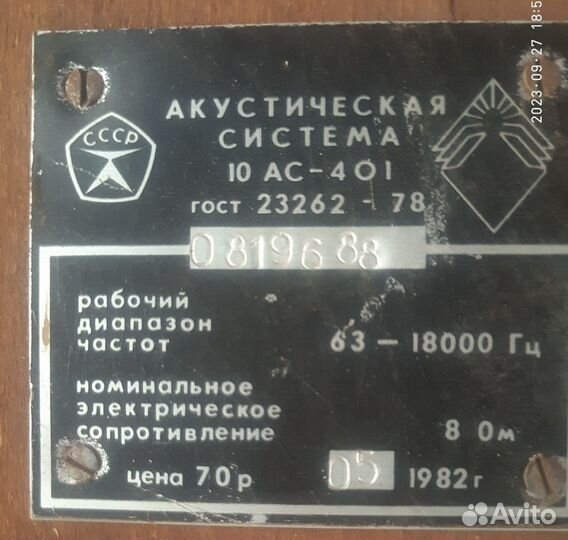 2023-09-27 18:5
СССР
АКУСТИЧЕСКАЯ
СИСТЕМА
10 АС-401
ГОСТ 23262-78
0819688
рабочий
диапазон
частот 63 — 18000 Гц
номинальное
электрическое
сопротивление 8 Ом
цена 70р 05 1982г
Avito